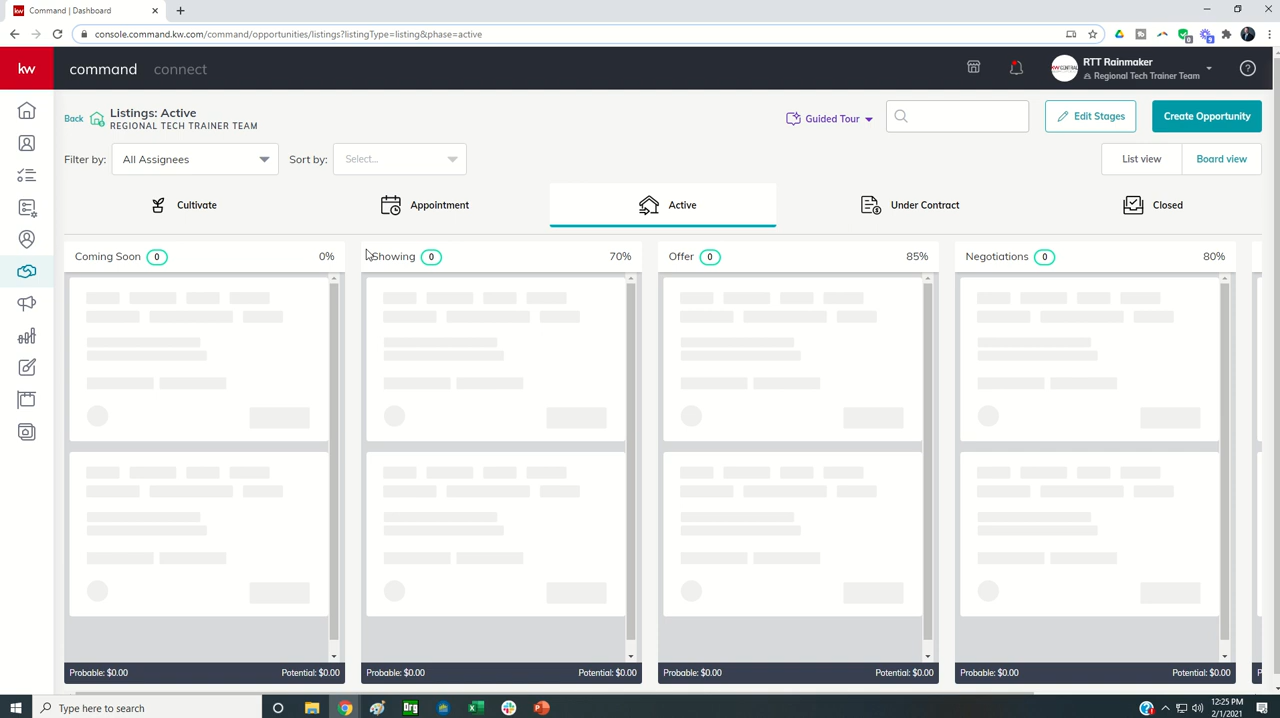 Command | Dashboard
console.command.kw.com/command/opportunities/listings?listingType=listing&phase=active
kw
command connect
RTT Rainmaker
Regional Tech Trainer Team
Back
Listings: Active
REGIONAL TECH TRAINER TEAM
Guided Tour
Edit Stages
Create Opportunity
Filter by: All Assignees
Sort by: Select...
List view
Board view
Cultivate
Appointment
Active
Under Contract
Closed
Coming Soon 0 0%
Showing 0 70%
Offer 0 85%
Negotiations 0 80%
Probable: $0.00 Potential: $0.00
Probable: $0.00 Potential: $0.00
Probable: $0.00 Potential: $0.00
Probable: $0.00 Potential: $0.00
Type here to search
12:25 PM
2/1/2021